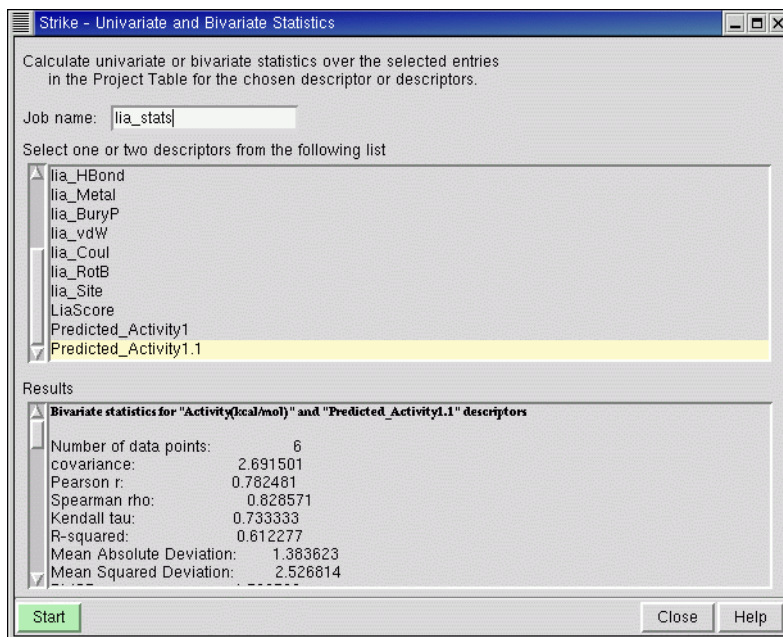 Strike - Univariate and Bivariate Statistics
Calculate univariate or bivariate statistics over the selected entries
in the Project Table for the chosen descriptor or descriptors.
Job name: lia_stats
Select one or two descriptors from the following list
lia_HBond
lia_Metal
lia_BuryP
lia_vdW
lia_Coul
lia_RotB
lia_Site
LiaScore
Predicted_Activity1
Predicted_Activity1.1
Results
Bivariate statistics for "Activity(kcal/mol)" and "Predicted_Activity1.1" descriptors
Number of data points: 6
covariance: 2.691501
Pearson r: 0.782481
Spearman rho: 0.828571
Kendall tau: 0.733333
R-squared: 0.612277
Mean Absolute Deviation: 1.383623
Mean Squared Deviation: 2.526814
Start Close Help